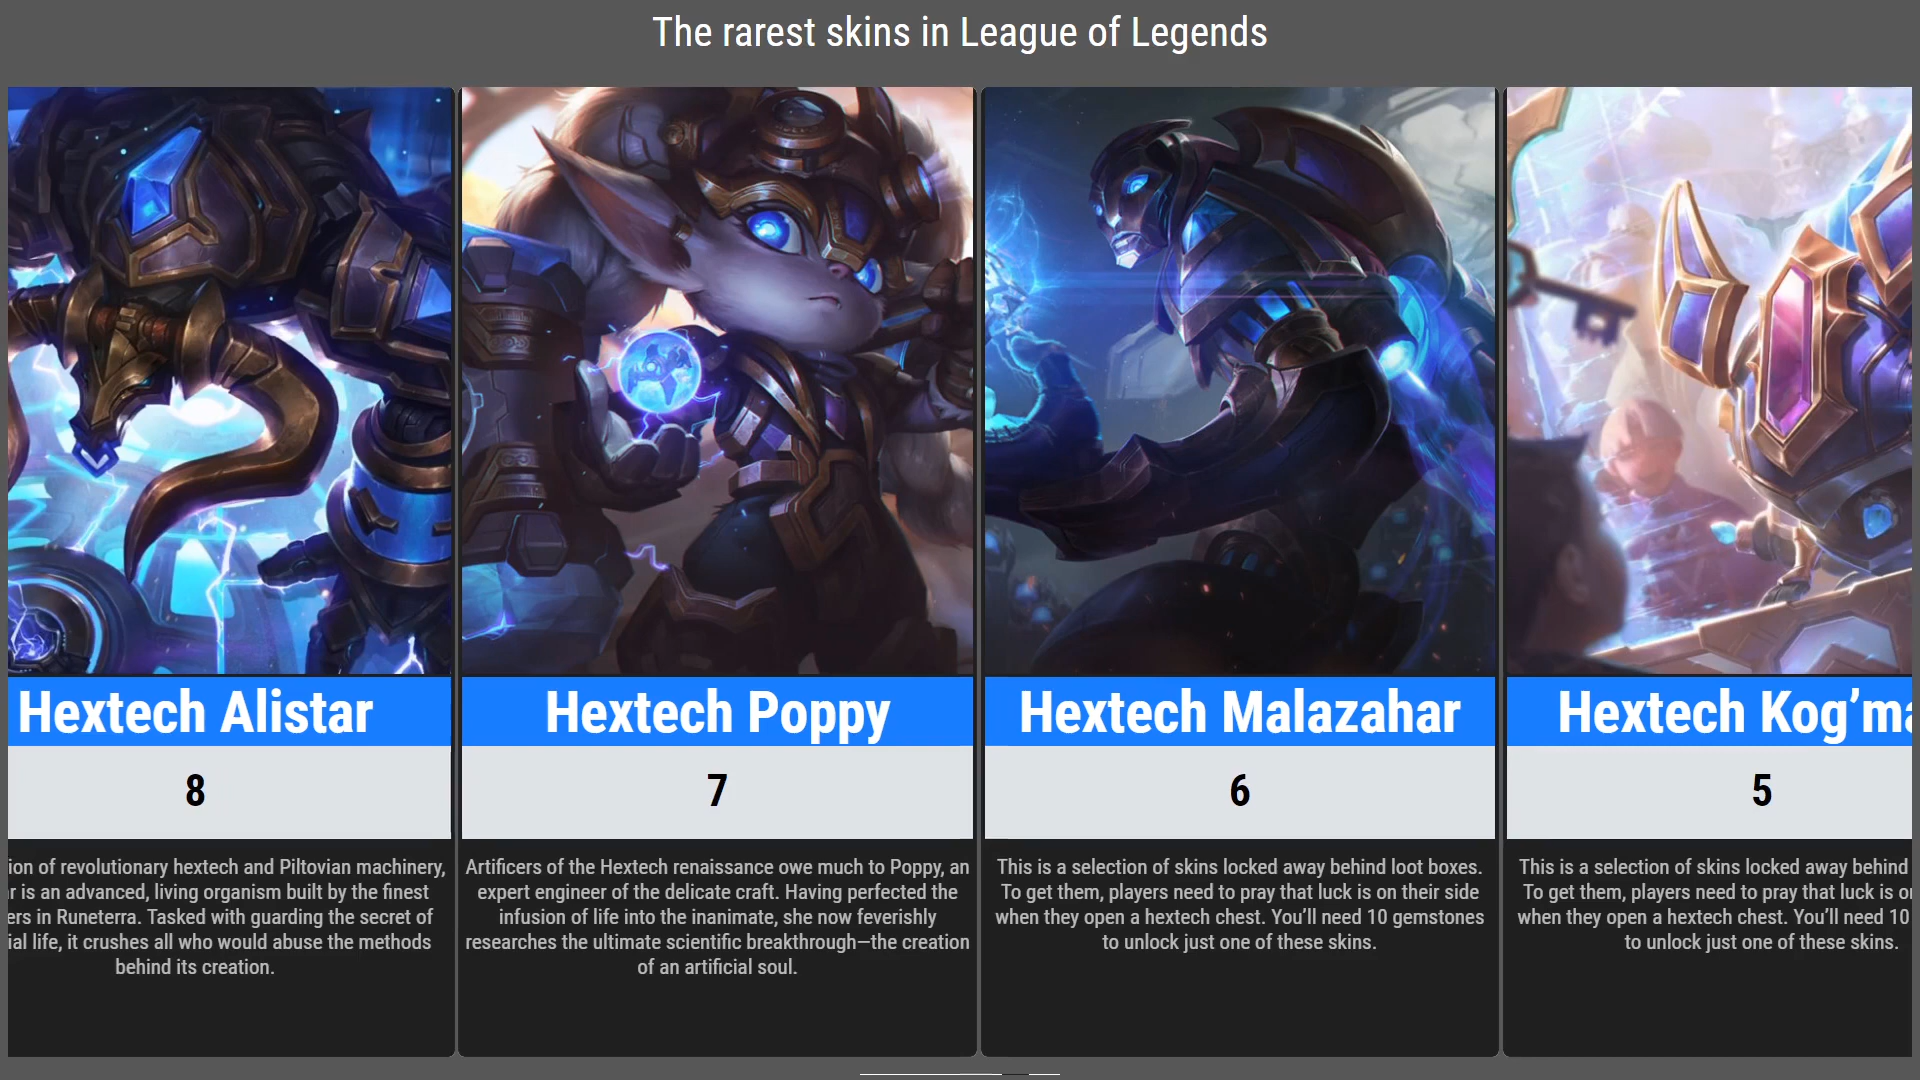 The rarest skins in League of Legends
Hextech Alistar
8
ion of revolutionary hextech and Piltovian machinery,
r is an advanced, living organism built by the finest
ers in Runeterra. Tasked with guarding the secret of
ial life, it crushes all who would abuse the methods
behind its creation.
Hextech Poppy
7
Artificers of the Hextech renaissance owe much to Poppy, an
expert engineer of the delicate craft. Having perfected the
infusion of life into the inanimate, she now feverishly
researches the ultimate scientific breakthrough—the creation
of an artificial soul.
Hextech Malazahar
6
This is a selection of skins locked away behind loot boxes.
To get them, players need to pray that luck is on their side
when they open a hextech chest. You’ll need 10 gemstones
to unlock just one of these skins.
Hextech Kog’ma
5
This is a selection of skins locked away behind
To get them, players need to pray that luck is on
when they open a hextech chest. You’ll need 10
to unlock just one of these skins.